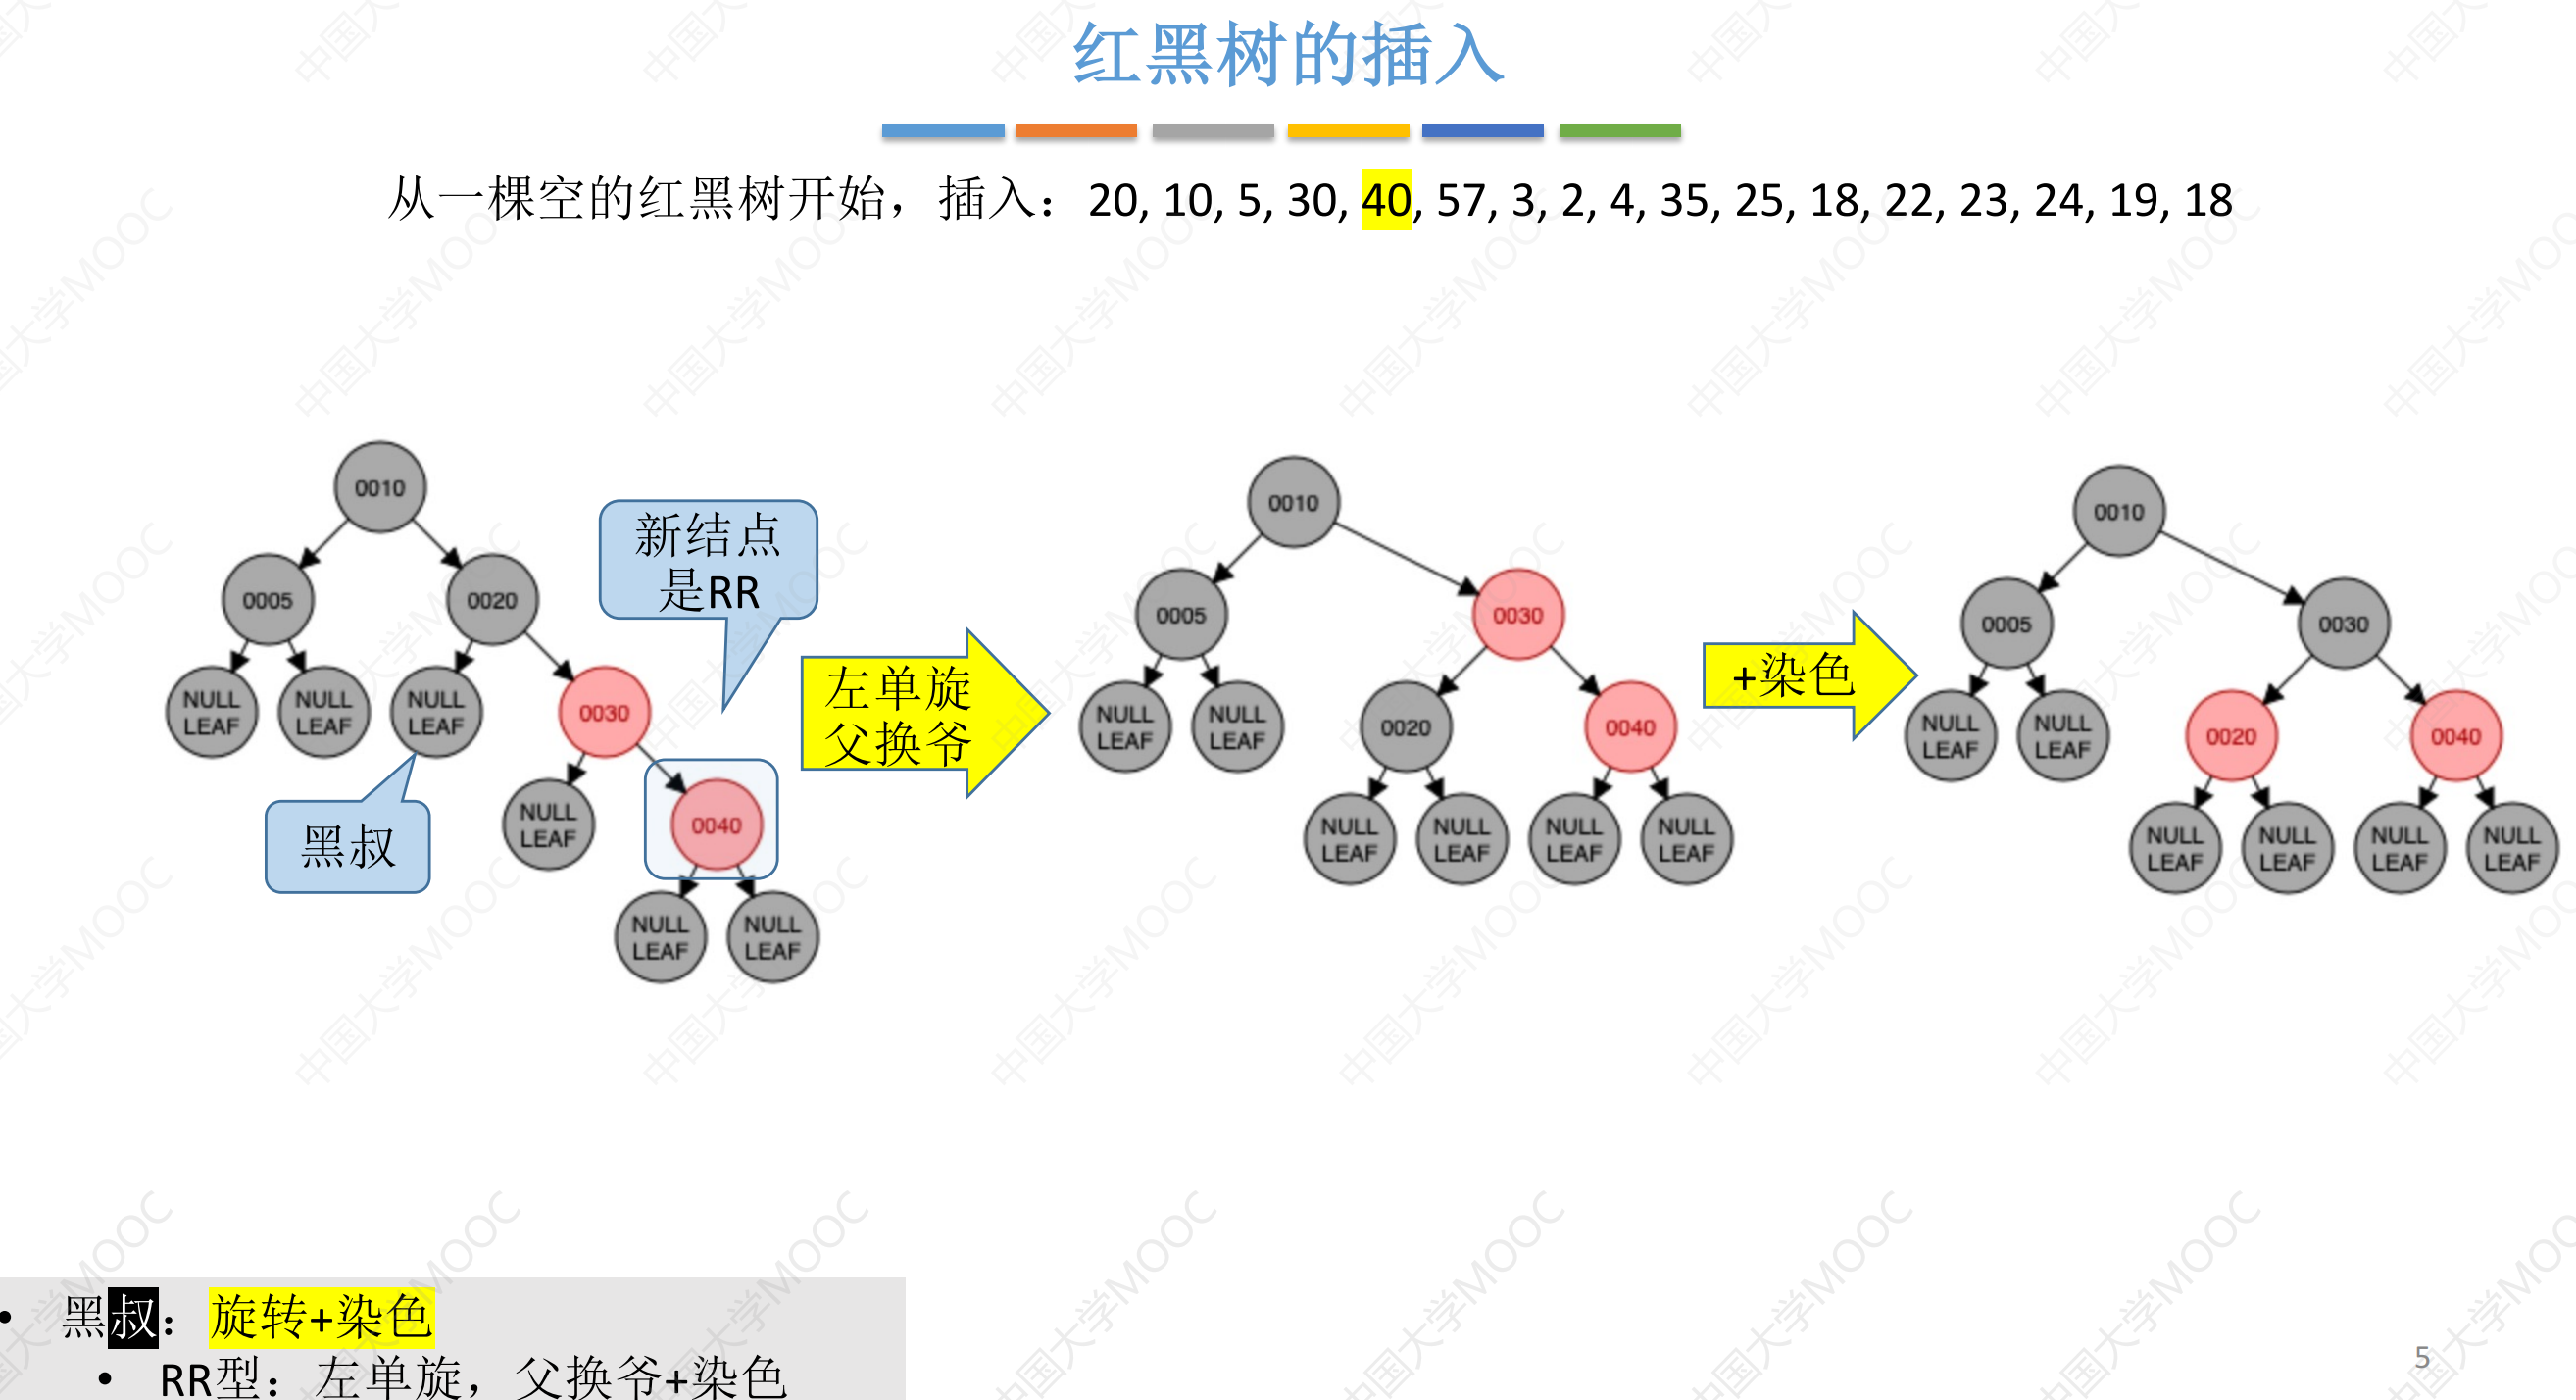 红黑树的插入
从一棵空的红黑树开始，插入：20, 10, 5, 30, 40, 57, 3, 2, 4, 35, 25, 18, 22, 23, 24, 19, 18
0010
0005
0020
NULL
LEAF
NULL
LEAF
NULL
LEAF
0030
NULL
LEAF
0040
NULL
LEAF
NULL
LEAF
新结点
是RR
黑叔
左单旋
父换爷
0010
0005
0030
NULL
LEAF
NULL
LEAF
0020
0040
NULL
LEAF
NULL
LEAF
NULL
LEAF
NULL
LEAF
+染色
0010
0005
0030
NULL
LEAF
NULL
LEAF
0020
0040
NULL
LEAF
NULL
LEAF
NULL
LEAF
NULL
LEAF
• 黑叔：旋转+染色
• RR型：左单旋，父换爷+染色
5
中国大学MOOC